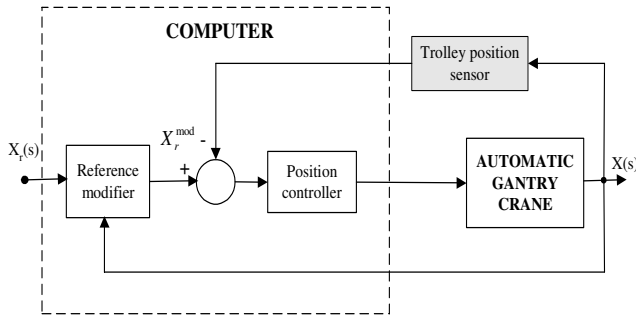 COMPUTER
Trolley position
sensor
X_r^mod -
X_r(s)
+
Reference
modifier
Position
controller
AUTOMATIC
GANTRY
CRANE
X(s)